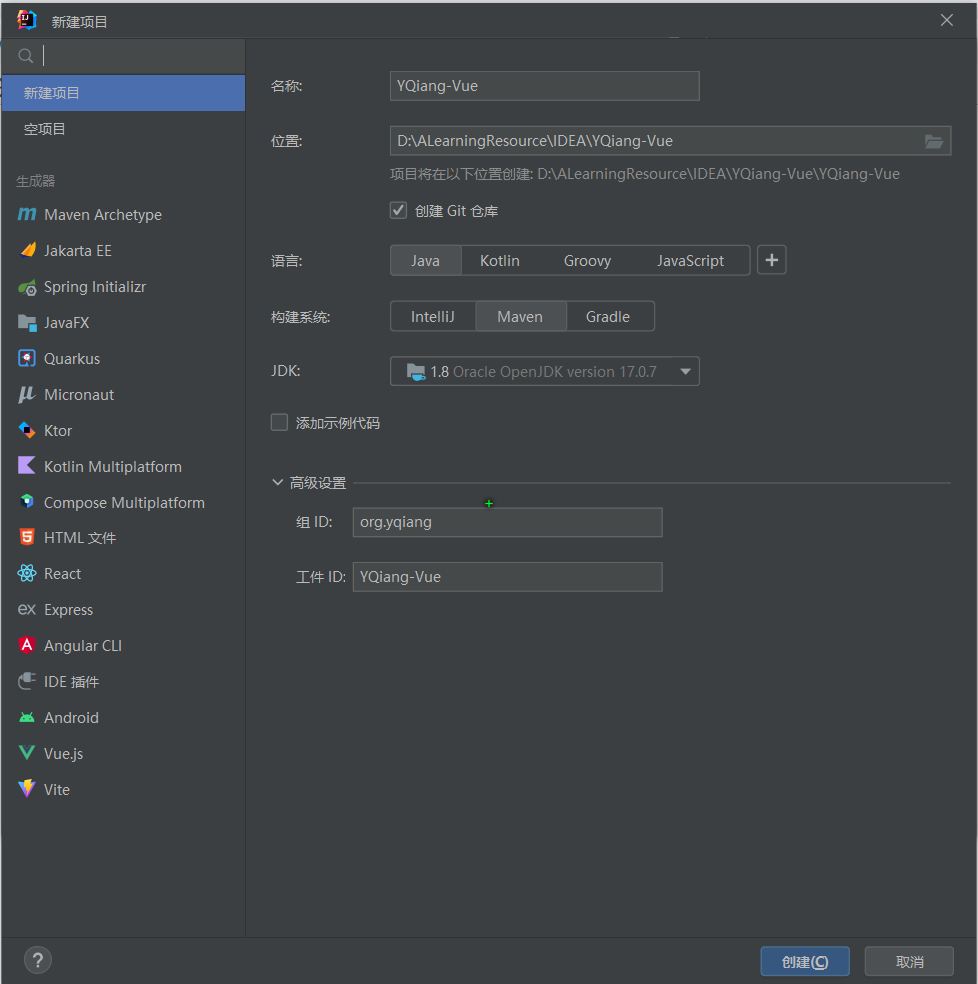 新建项目
新建项目
空项目
生成器
Maven Archetype
Jakarta EE
Spring Initializr
JavaFX
Quarkus
Micronaut
Ktor
Kotlin Multiplatform
Compose Multiplatform
HTML 文件
React
Express
Angular CLI
IDE 插件
Android
Vue.js
Vite
名称: YQiang-Vue
位置: D:\ALearningResource\IDEA\YQiang-Vue
项目将在以下位置创建: D:\ALearningResource\IDEA\YQiang-Vue\YQiang-Vue
创建 Git 仓库
语言: Java Kotlin Groovy JavaScript +
构建系统: IntelliJ Maven Gradle
JDK: 1.8 Oracle OpenJDK version 17.0.7
添加示例代码
高级设置
组 ID: org.yqiang
工件 ID: YQiang-Vue
? 创建(C) 取消